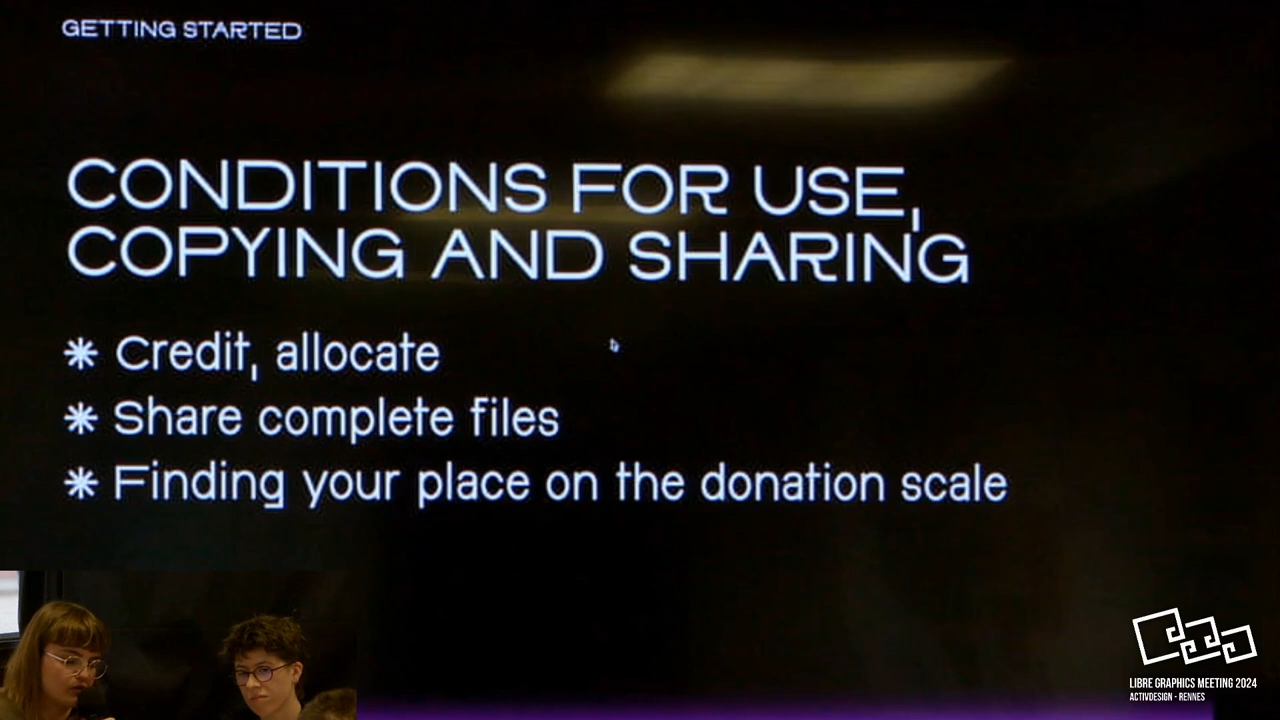 GETTING STARTED
CONDITIONS FOR USE,
COPYING AND SHARING
Credit, allocate
Share complete files
Finding your place on the donation scale
LIBRE GRAPHICS MEETING 2024
ACTIVDESIGN - RENNES